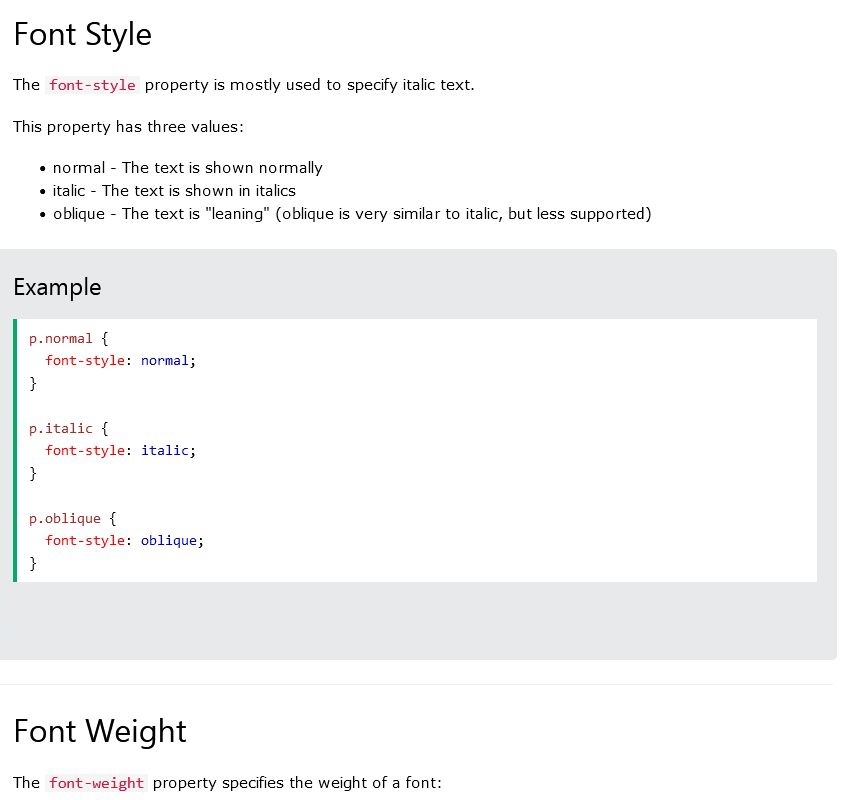 Font Style
The font-style property is mostly used to specify italic text.
This property has three values:
• normal - The text is shown normally
• italic - The text is shown in italics
• oblique - The text is "leaning" (oblique is very similar to italic, but less supported)
Example
p.normal {
  font-style: normal;
}
p.italic {
  font-style: italic;
}
p.oblique {
  font-style: oblique;
}
Font Weight
The font-weight property specifies the weight of a font: